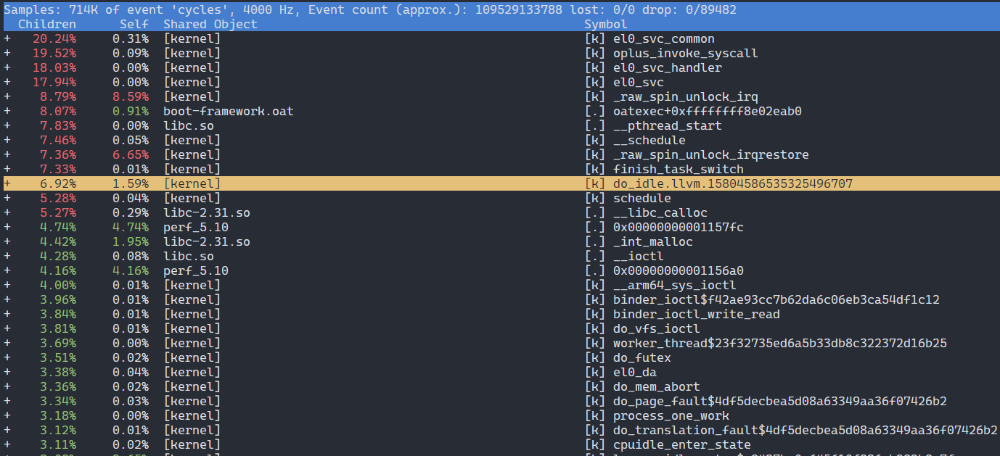 Samples: 714K of event 'cycles', 4000 Hz, Event count (approx.): 109529133788 lost: 0/0 drop: 0/89482
Children Self Shared Object Symbol
+ 20.24% 0.31% [kernel] [k] el0_svc_common
+ 19.52% 0.09% [kernel] [k] oplus_invoke_syscall
+ 18.03% 0.00% [kernel] [k] el0_svc_handler
+ 17.94% 0.00% [kernel] [k] el0_svc
+ 8.79% 8.59% [kernel] [k] _raw_spin_unlock_irq
+ 8.07% 0.91% boot-framework.oat [.] oatexec+0xffffffff8e02eab0
+ 7.83% 0.00% libc.so [.] __pthread_start
+ 7.46% 0.05% [kernel] [k] __schedule
+ 7.36% 6.65% [kernel] [k] _raw_spin_unlock_irqrestore
+ 7.33% 0.01% [kernel] [k] finish_task_switch
+ 6.92% 1.59% [kernel] [k] do_idle.llvm.15804586535325496707
+ 5.28% 0.04% [kernel] [k] schedule
+ 5.27% 0.29% libc-2.31.so [.] __libc_calloc
+ 4.74% 4.74% perf_5.10 [.] 0x00000000001157fc
+ 4.42% 1.95% libc-2.31.so [.] _int_malloc
+ 4.28% 0.08% libc.so [.] __ioctl
+ 4.16% 4.16% perf_5.10 [.] 0x00000000001156a0
+ 4.00% 0.01% [kernel] [k] __arm64_sys_ioctl
+ 3.96% 0.01% [kernel] [k] binder_ioctl$f42ae93cc7b62da6c06eb3ca54df1c12
+ 3.84% 0.01% [kernel] [k] binder_ioctl_write_read
+ 3.81% 0.01% [kernel] [k] do_vfs_ioctl
+ 3.69% 0.00% [kernel] [k] worker_thread$23f32735ed6a5b33db8c322372d16b25
+ 3.51% 0.02% [kernel] [k] do_futex
+ 3.38% 0.04% [kernel] [k] el0_da
+ 3.36% 0.02% [kernel] [k] do_mem_abort
+ 3.34% 0.03% [kernel] [k] do_page_fault$4df5decbea5d08a63349aa36f07426b2
+ 3.18% 0.00% [kernel] [k] process_one_work
+ 3.12% 0.01% [kernel] [k] do_translation_fault$4df5decbea5d08a63349aa36f07426b2
+ 3.11% 0.02% [kernel] [k] cpuidle_enter_state